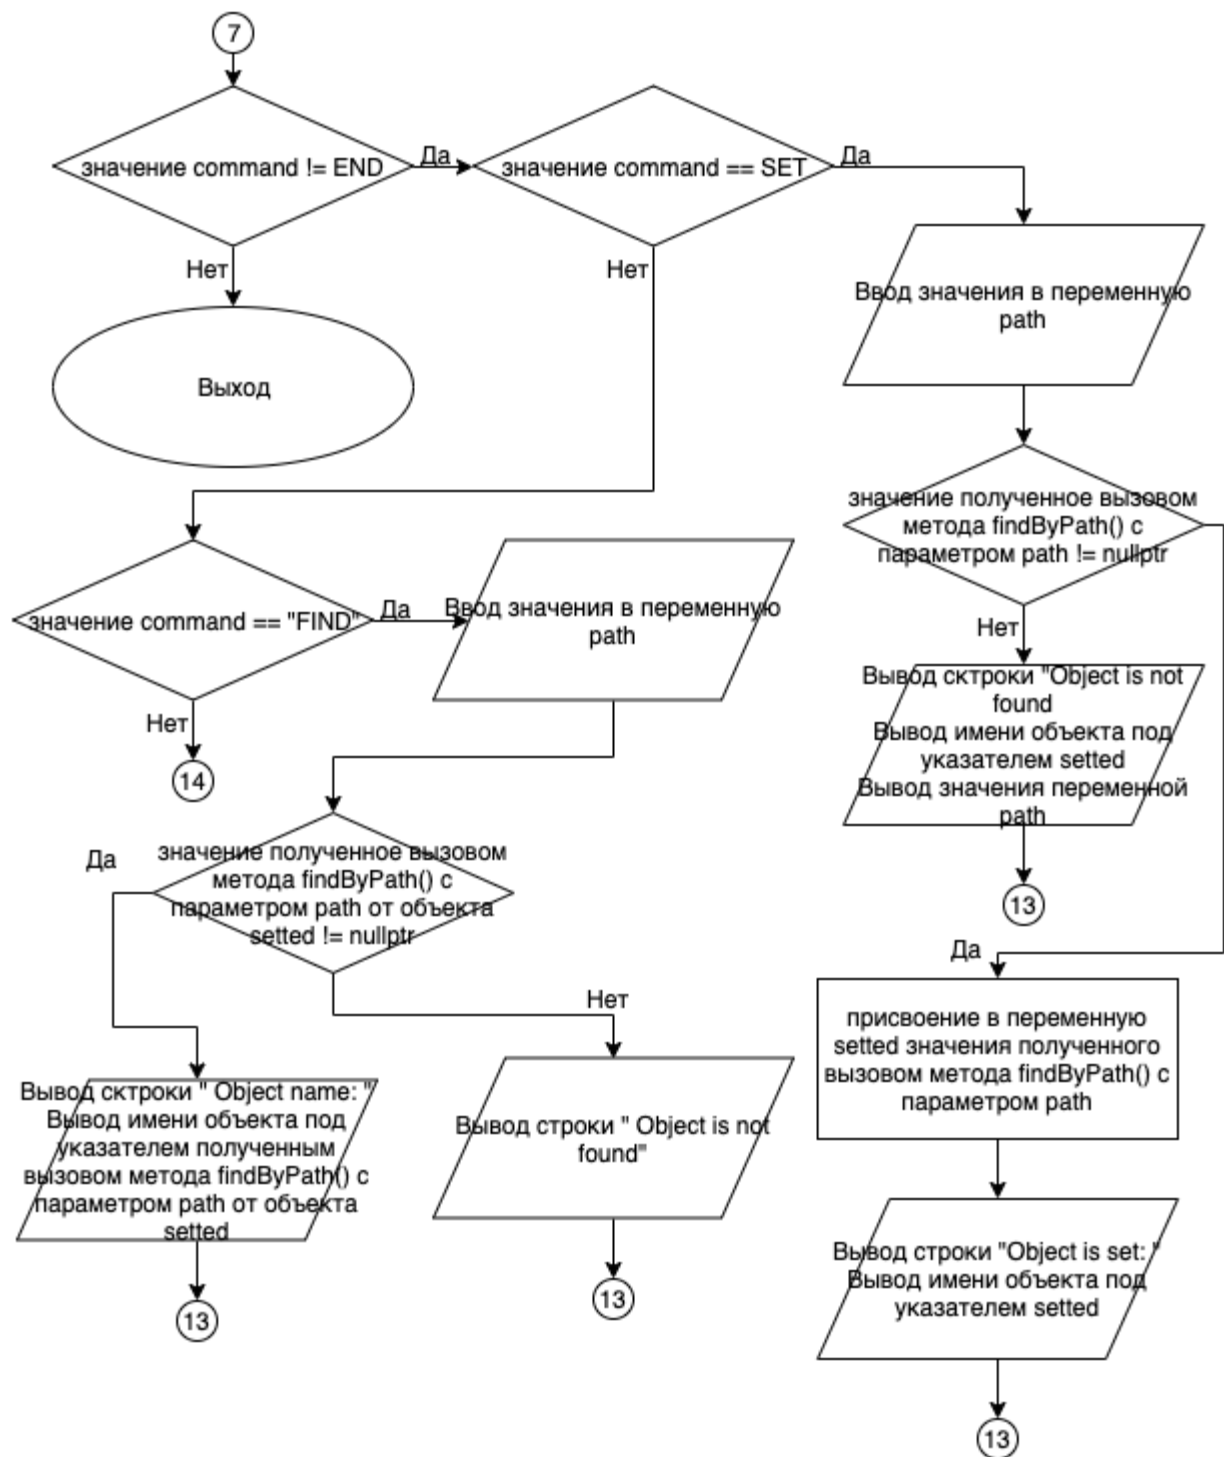 7
значение command != END
Да
значение command == SET
Да
Нет
Нет
Ввод значения в переменную
path
Выход
значение полученное вызовом
метода findByPath() с
параметром path != nullptr
значение command == "FIND"
Да
Ввод значения в переменную
path
Нет
Нет
14
Вывод сктроки "Object is not
found
Вывод имени объекта под
указателем setted
Вывод значения переменной
path
13
значение полученное вызовом
метода findByPath() с
параметром path от объекта
setted != nullptr
Да
Нет
Да
присвоение в переменную
setted значения полученного
вызовом метода findByPath() с
параметром path
Вывод сктроки " Object name: "
Вывод имени объекта под
указателем полученным
вызовом метода findByPath() с
параметром path от объекта
setted
Вывод строки " Object is not
found"
Вывод строки "Object is set: "
Вывод имени объекта под
указателем setted
13
13
13